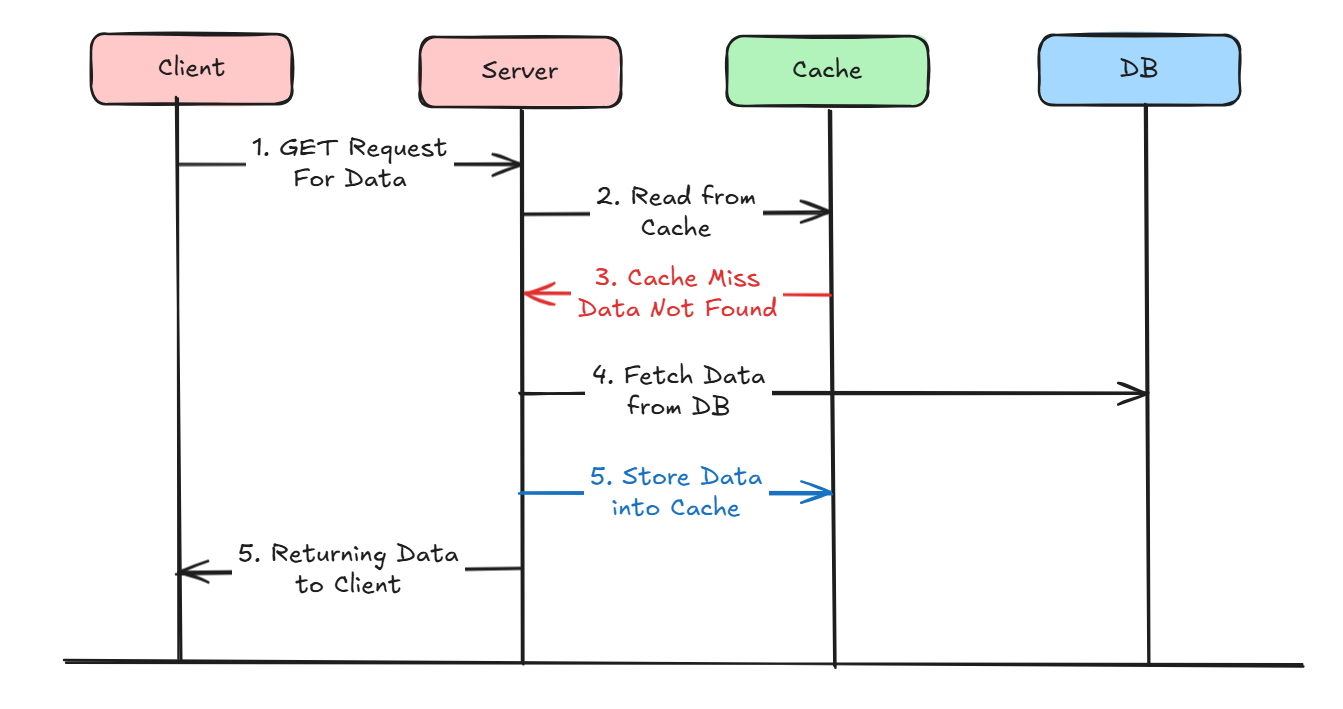 Client
Server
Cache
DB
1. GET Request
For Data
2. Read from
Cache
3. Cache Miss
Data Not Found
4. Fetch Data
from DB
5. Store Data
into Cache
5. Returning Data
to Client